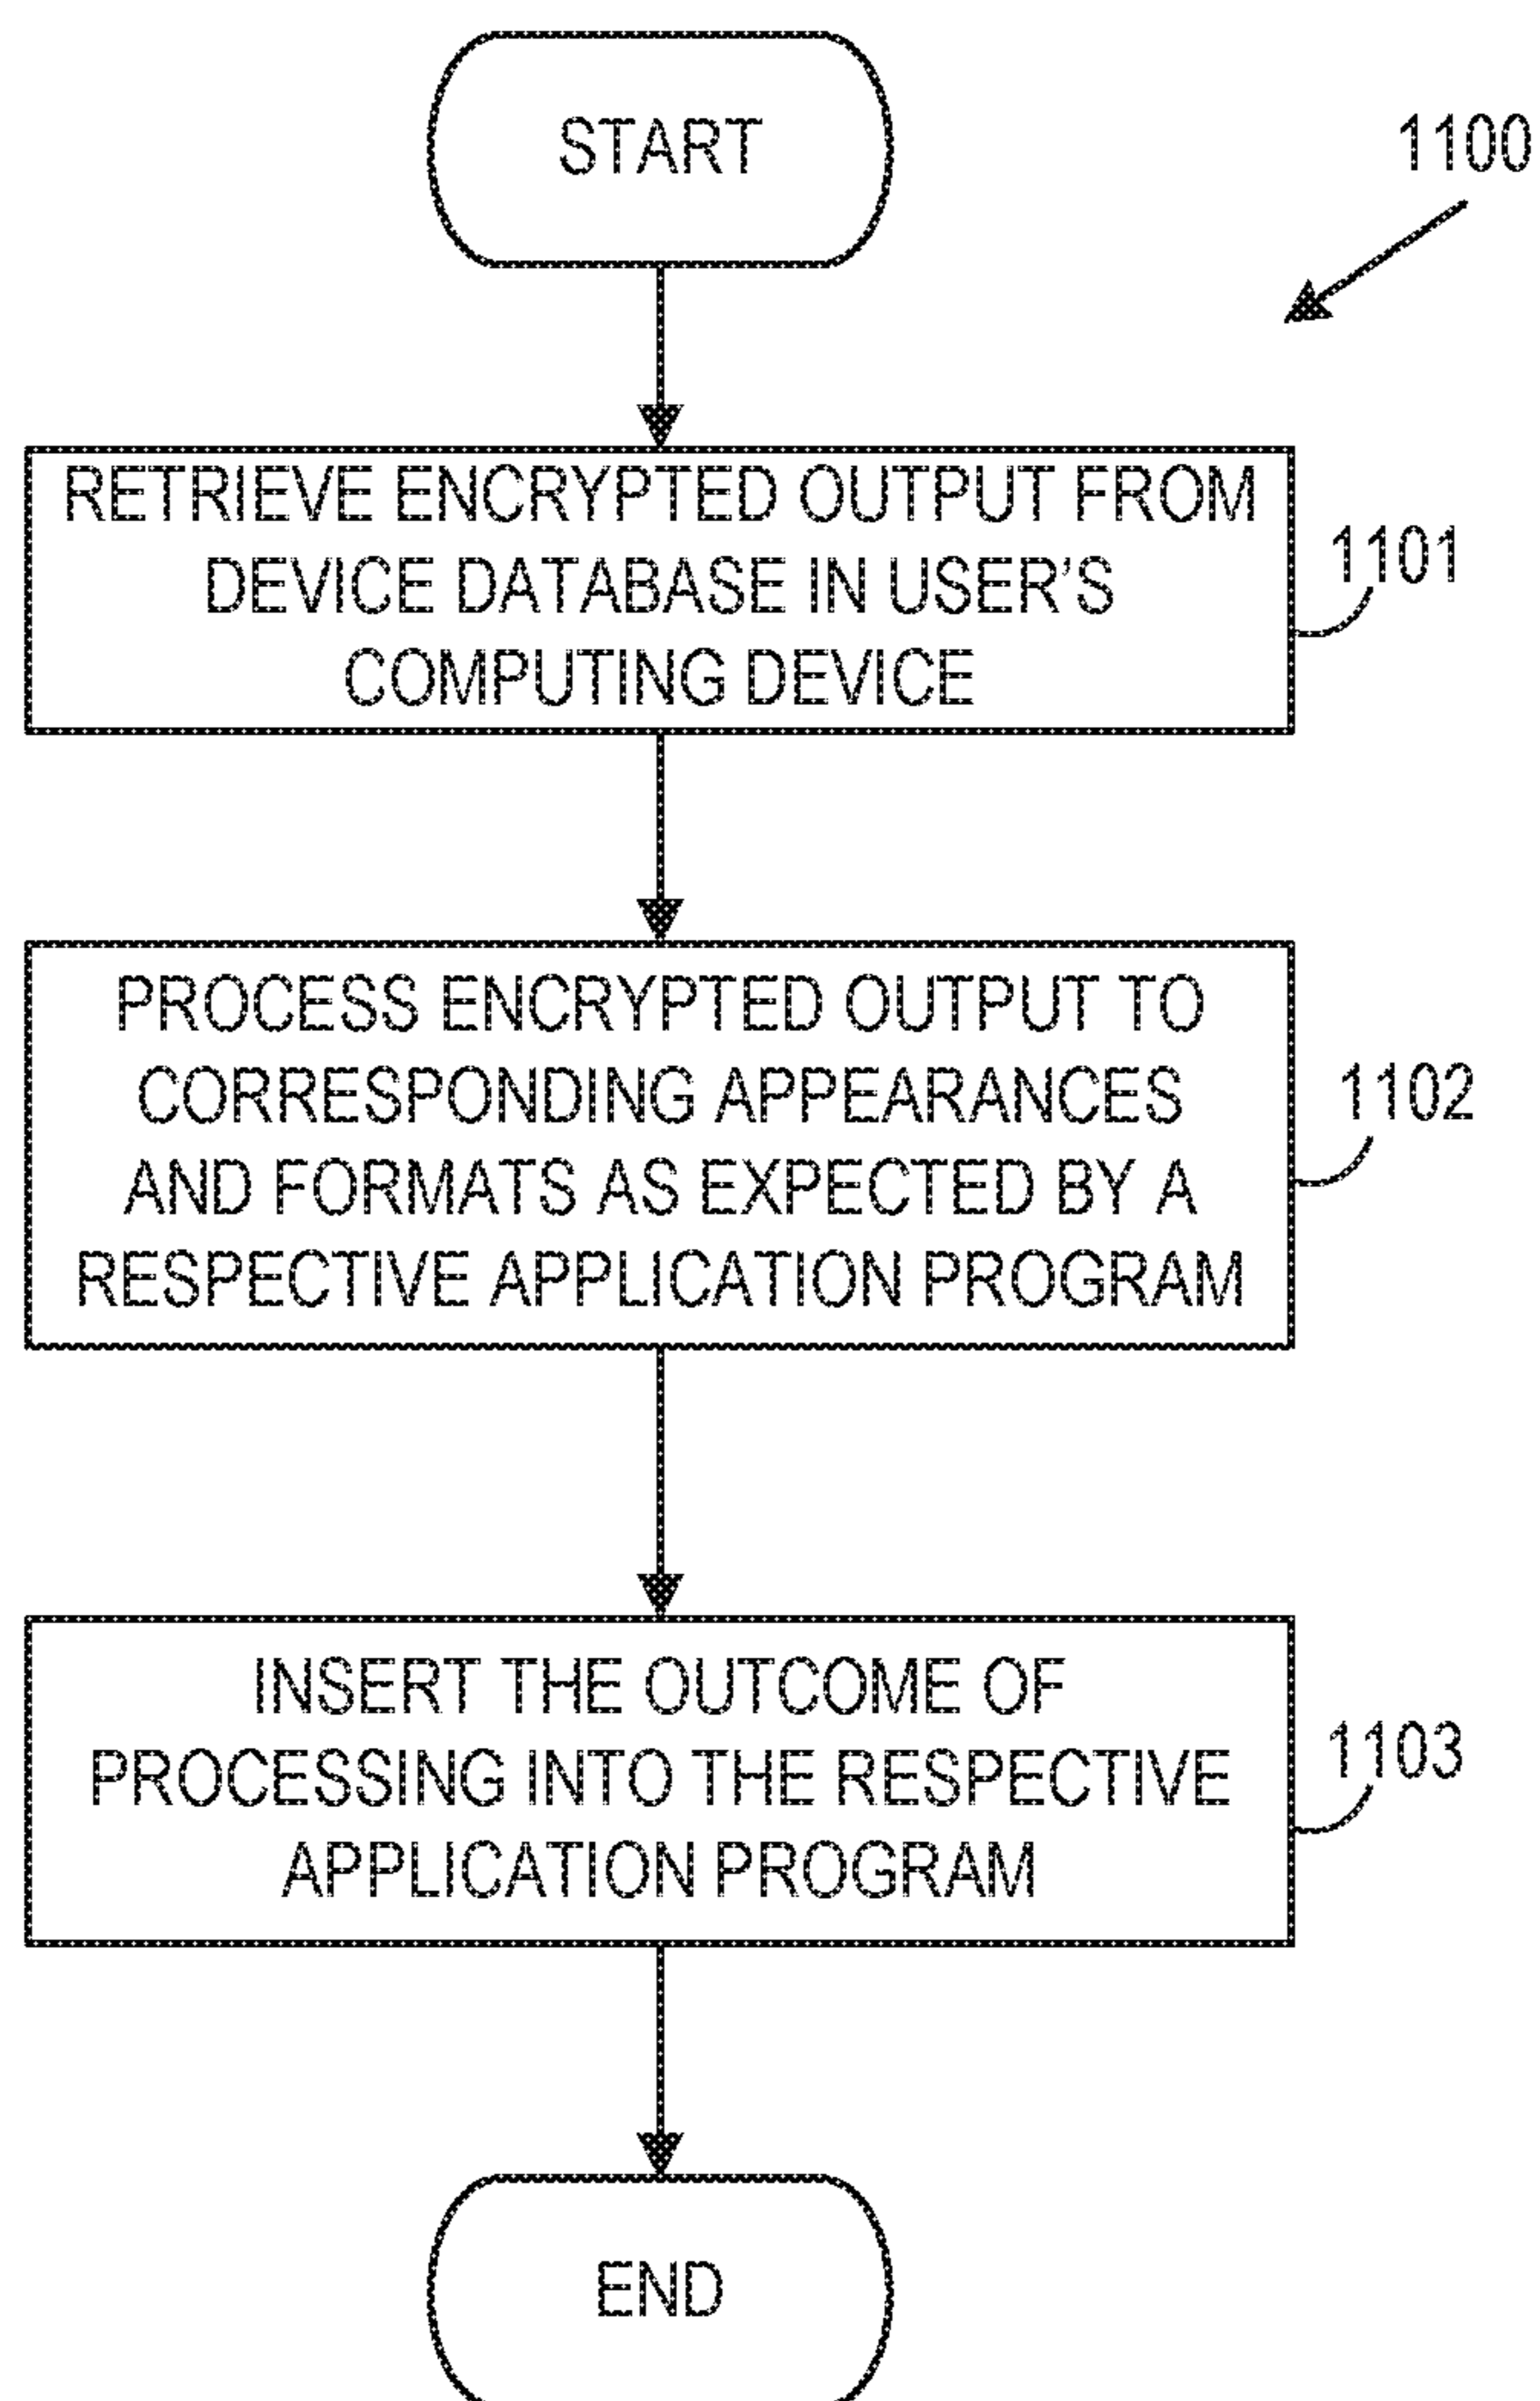 START
1100
RETRIEVE ENCRYPTED OUTPUT FROM
DEVICE DATABASE IN USER’S
COMPUTING DEVICE
1101
PROCESS ENCRYPTED OUTPUT TO
CORRESPONDING APPEARANCES
AND FORMATS AS EXPECTED BY A
RESPECTIVE APPLICATION PROGRAM
1102
INSERT THE OUTCOME OF
PROCESSING INTO THE RESPECTIVE
APPLICATION PROGRAM
1103
END